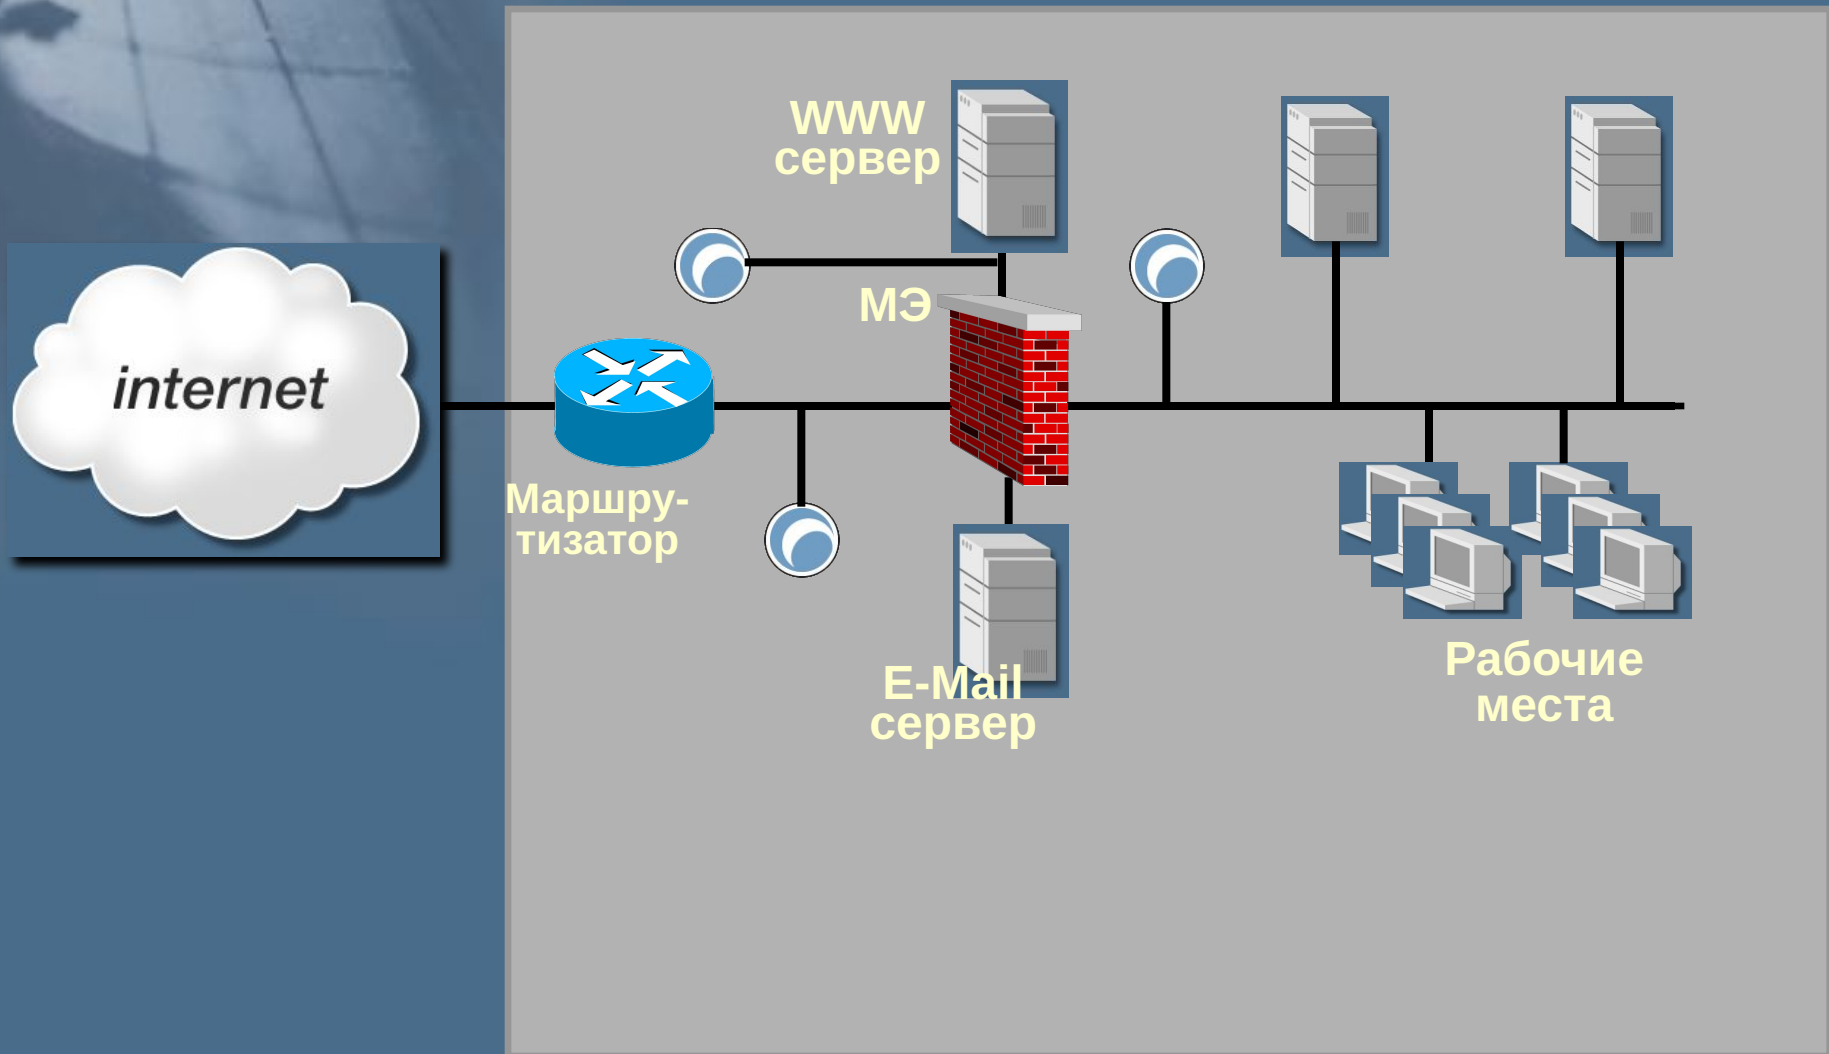 WWW
сервер
МЭ
internet
Маршру-
тизатор
E-Mail
сервер
Рабочие
места